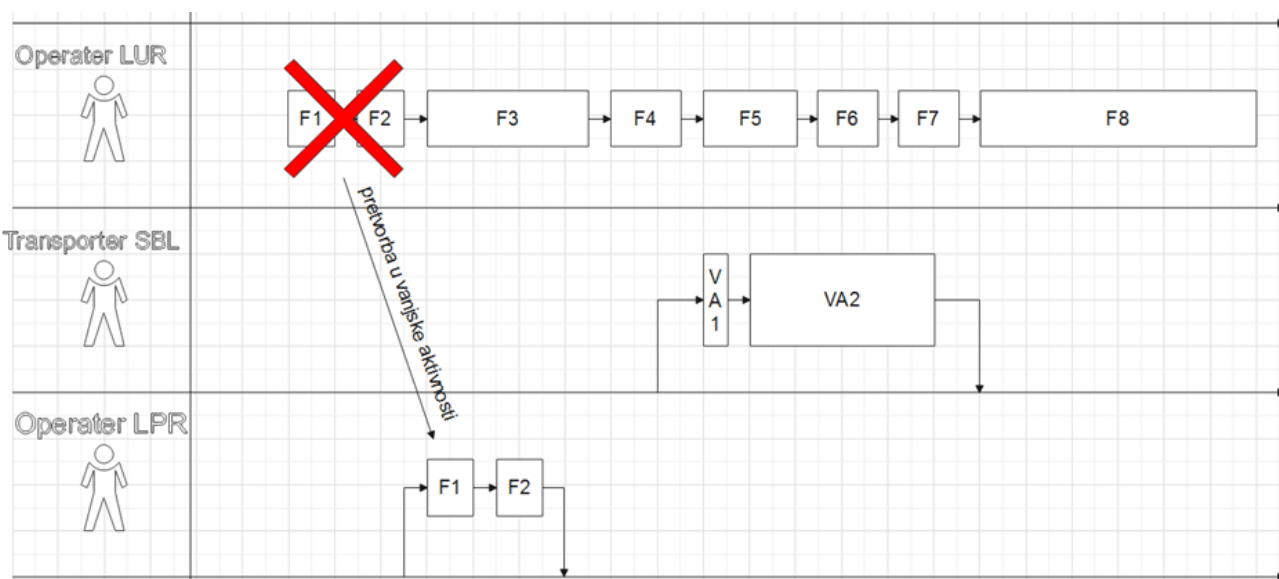 Operater LUR
F1
F2
F3
F4
F5
F6
F7
F8
pretvorba u vanjske aktivnosti
Transporter SBL
V
A
1
VA2
Operater LPR
F1
F2